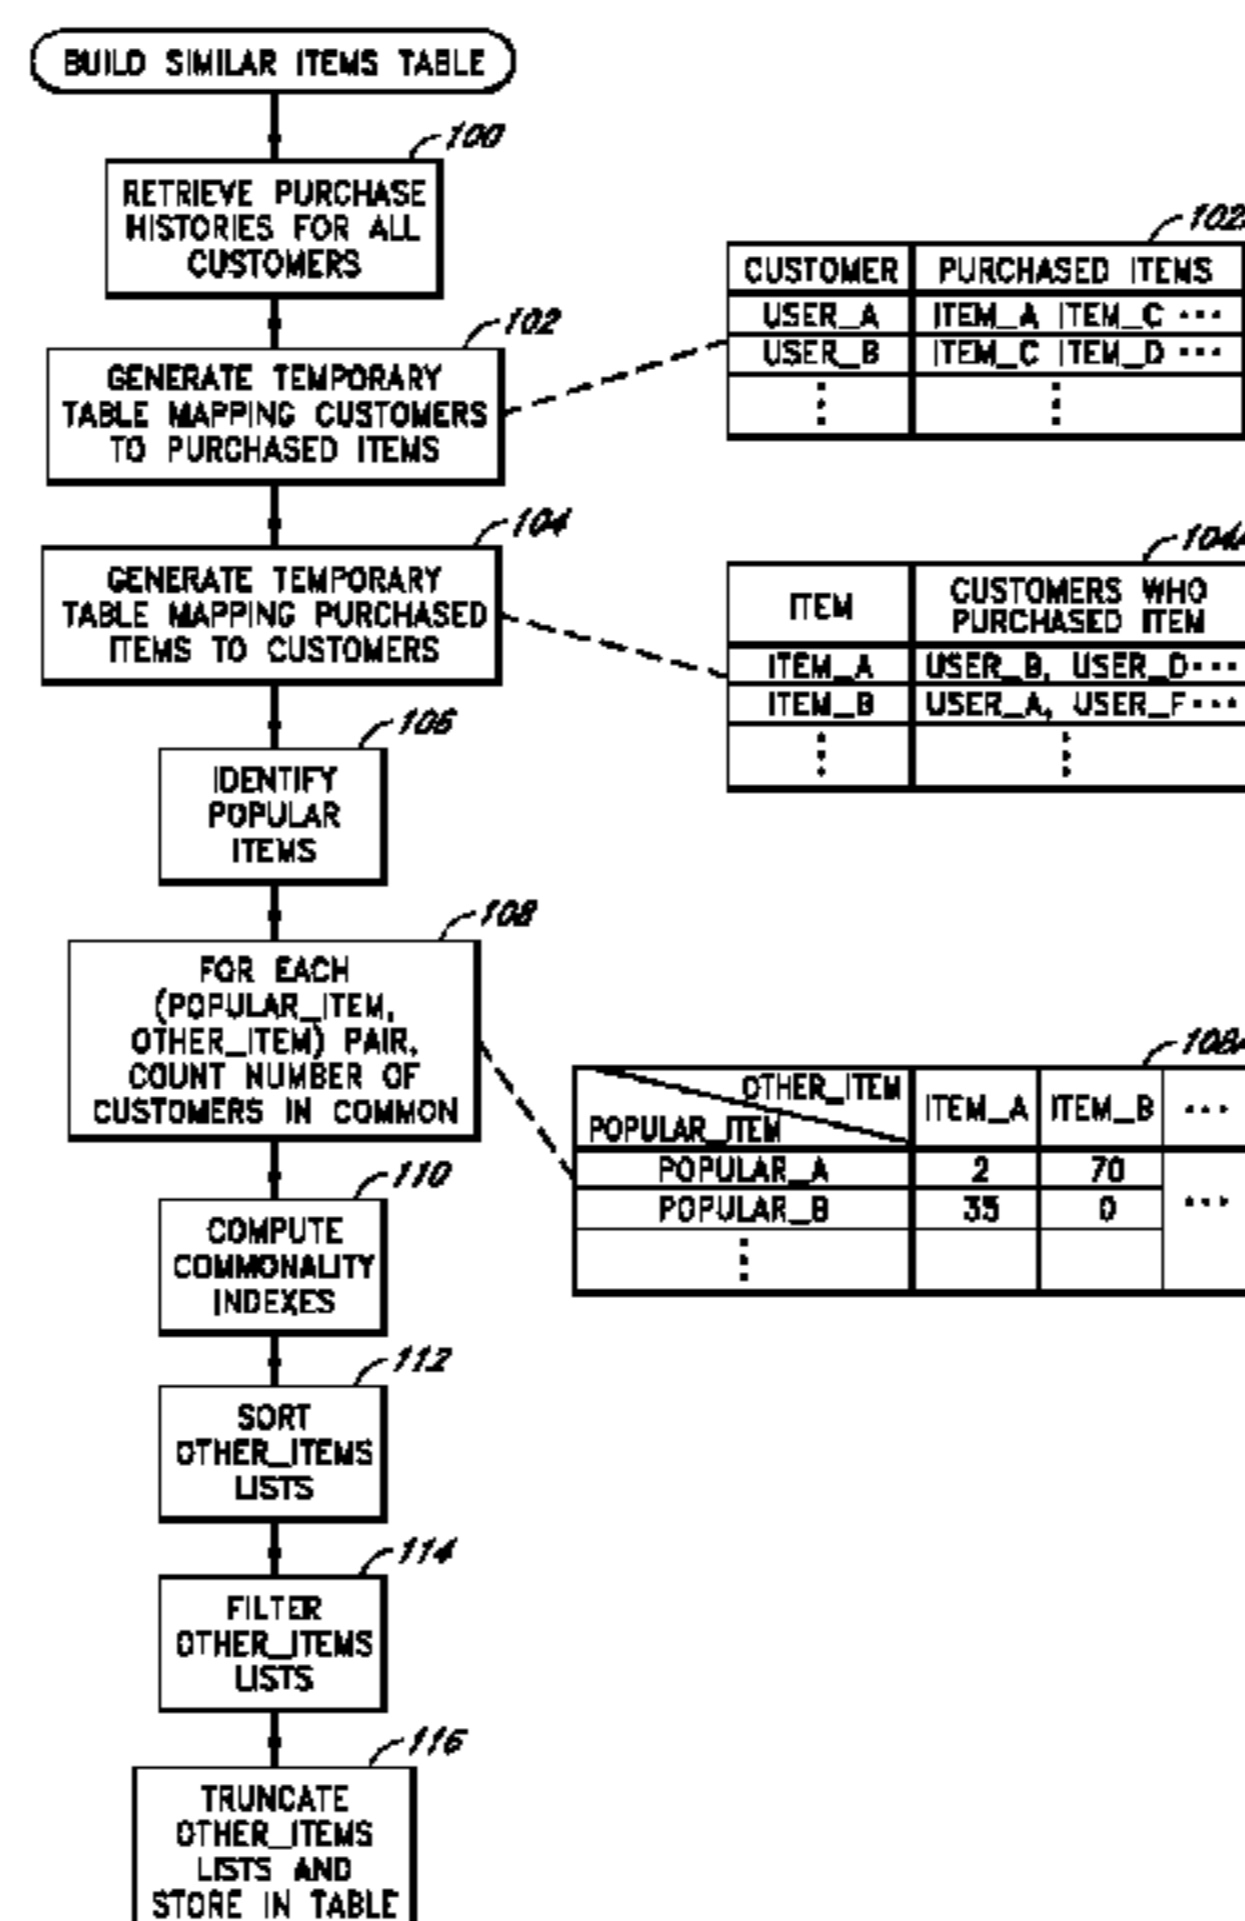 BUILD SIMILAR ITEMS TABLE
100
RETRIEVE PURCHASE
HISTORIES FOR ALL
CUSTOMERS
102
GENERATE TEMPORARY
TABLE MAPPING CUSTOMERS
TO PURCHASED ITEMS
CUSTOMER PURCHASED ITEMS
USER_A ITEM_A ITEM_C ...
USER_B ITEM_C ITEM_D ...
104
GENERATE TEMPORARY
TABLE MAPPING PURCHASED
ITEMS TO CUSTOMERS
104A
ITEM
CUSTOMERS WHO
PURCHASED ITEM
ITEM_A USER_B, USER_D...
ITEM_B USER_A, USER_F...
106
IDENTIFY
POPULAR
ITEMS
108
FOR EACH
(POPULAR_ITEM,
OTHER_ITEM) PAIR,
COUNT NUMBER OF
CUSTOMERS IN COMMON
108A
OTHER_ITEM ITEM_A ITEM_B ...
POPULAR_ITEM
POPULAR_A 2 70
POPULAR_B 35 0 ...
110
COMPUTE
COMMONALITY
INDEXES
112
SORT
OTHER_ITEMS
LISTS
114
FILTER
OTHER_ITEMS
LISTS
116
TRUNCATE
OTHER_ITEMS
LISTS AND
STORE IN TABLE